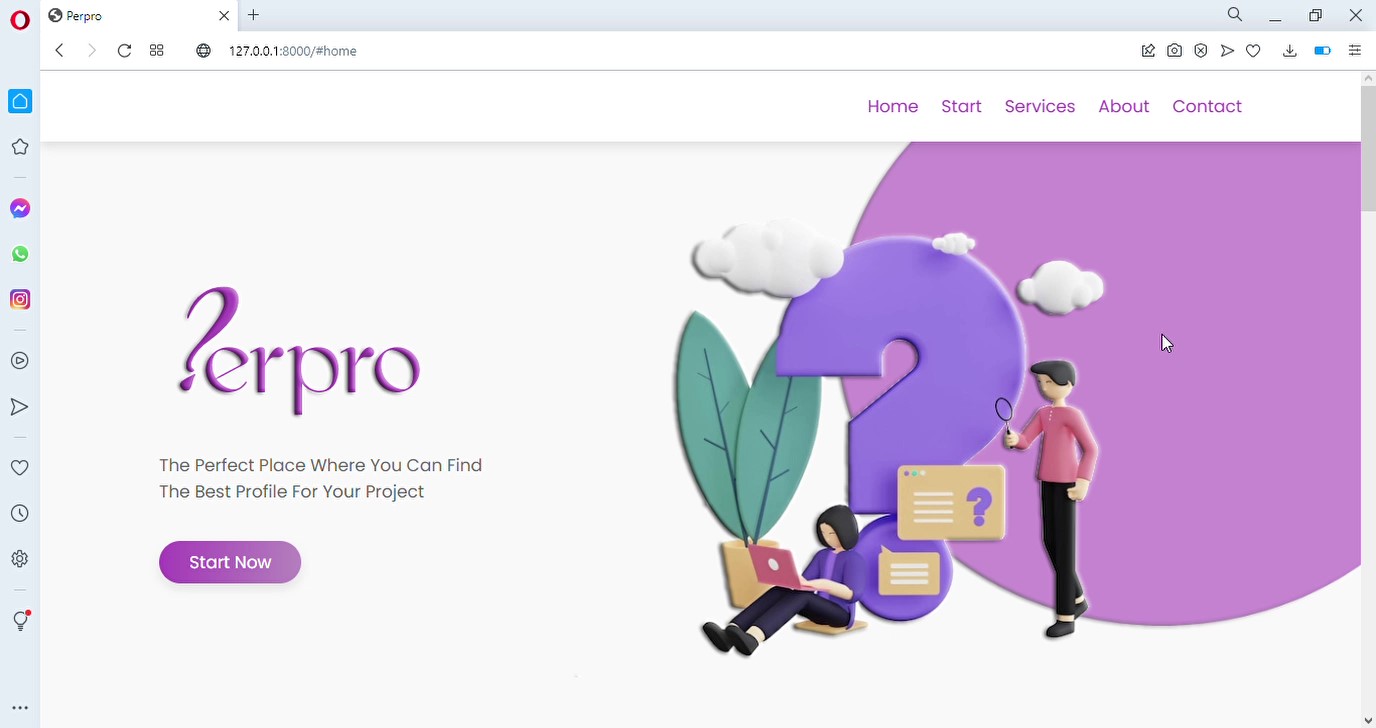 Perpro
127.0.0.1:8000/#home
Home Start Services About Contact
Perpro
The Perfect Place Where You Can Find
The Best Profile For Your Project
Start Now
?